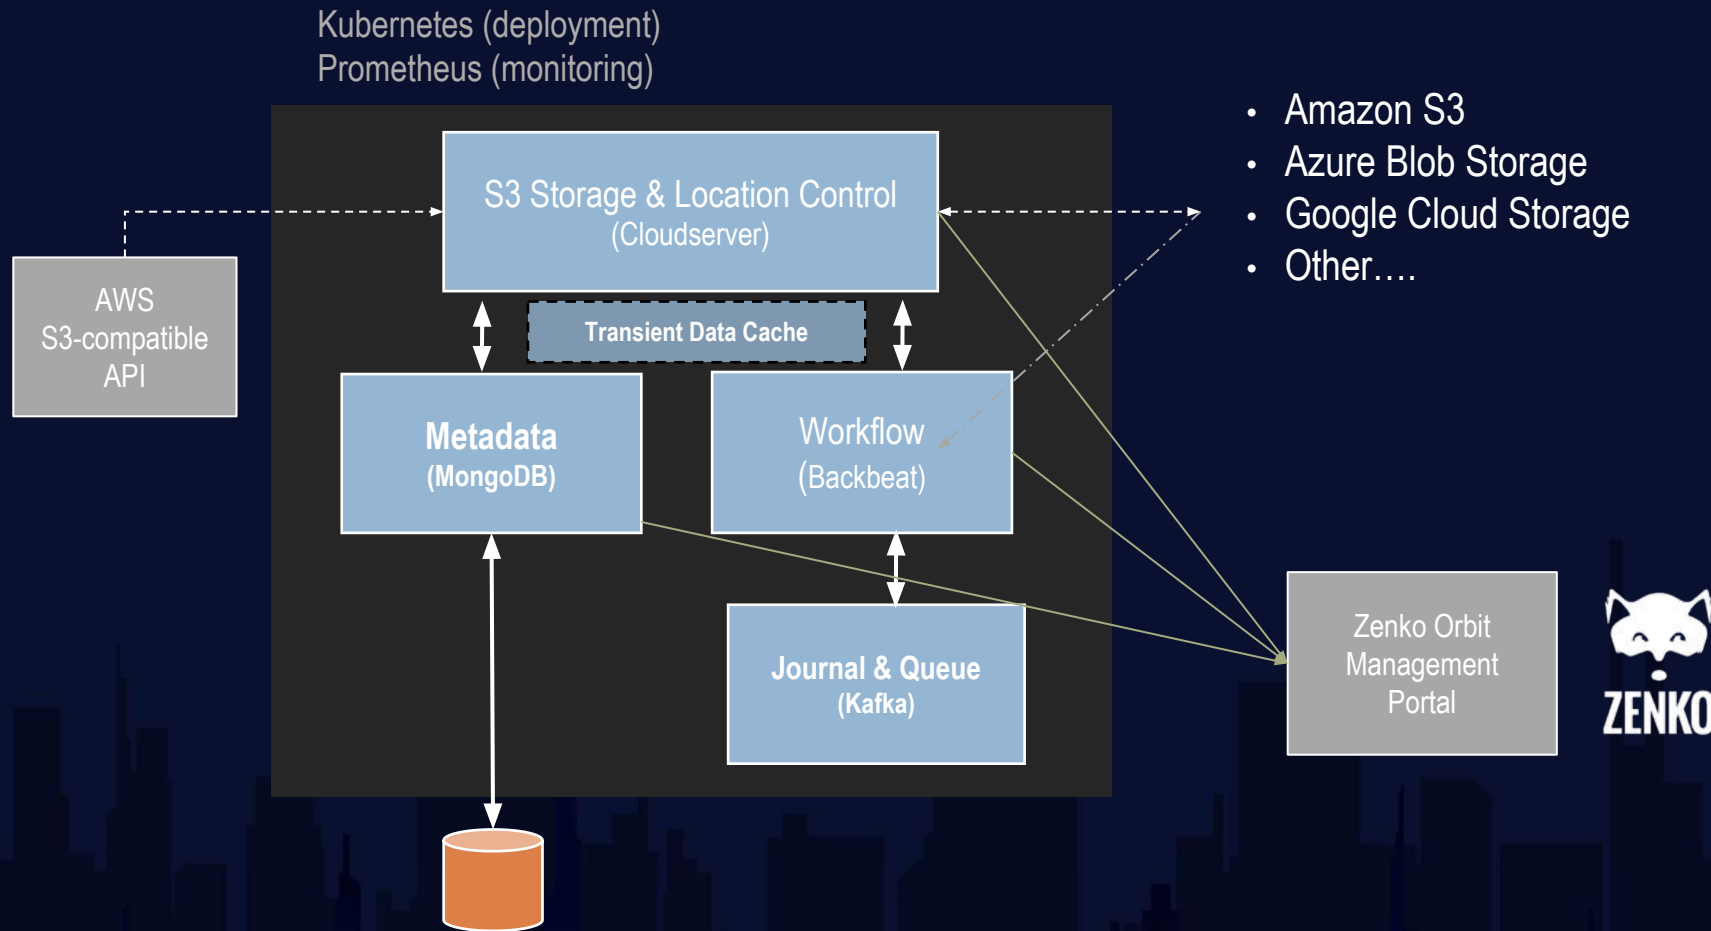 Kubernetes (deployment)
Prometheus (monitoring)
S3 Storage & Location Control
(Cloudserver)
• Amazon S3
• Azure Blob Storage
• Google Cloud Storage
• Other....
AWS
S3-compatible
API
Transient Data Cache
Metadata
(MongoDB)
Workflow
(Backbeat)
Journal & Queue
(Kafka)
Zenko Orbit
Management
Portal
ZENKO